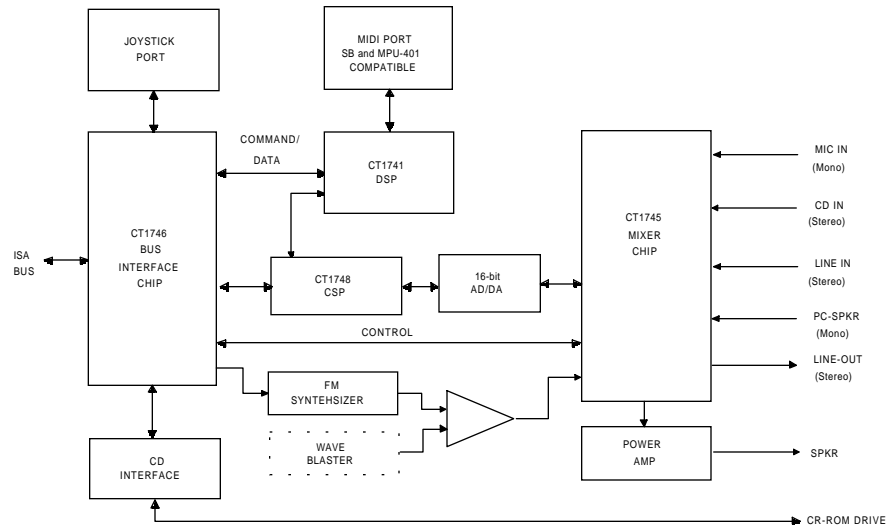 JOYSTICK
PORT
MIDI PORT
SB and MPU-401
COMPATIBLE
COMMAND/
DATA
CT1741
DSP
CT1746
BUS
INTERFACE
CHIP
ISA
BUS
CT1748
CSP
16-bit
AD/DA
CT1745
MIXER
CHIP
MIC IN
(Mono)
CD IN
(Stereo)
LINE IN
(Stereo)
PC-SPKR
(Mono)
LINE-OUT
(Stereo)
CONTROL
FM
SYNTEHSIZER
WAVE
BLASTER
POWER
AMP
SPKR
CD
INTERFACE
CR-ROM DRIVE